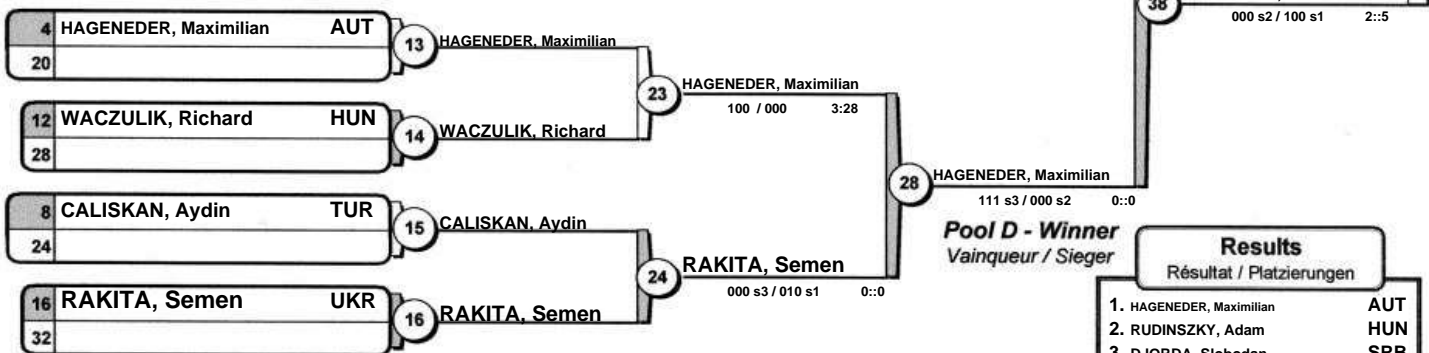 38
000 s2 / 100 s1 2::5
4 HAGENEDER, Maximilian AUT
20
13 HAGENEDER, Maximilian
23 HAGENEDER, Maximilian
100 / 000 3:28
12 WACZULIK, Richard HUN
28
14 WACZULIK, Richard
28 HAGENEDER, Maximilian
111 s3 / 000 s2 0::0
8 CALISKAN, Aydin TUR
24
15 CALISKAN, Aydin
24 RAKITA, Semen
000 s3 / 010 s1 0::0
16 RAKITA, Semen UKR
32
16 RAKITA, Semen
Pool D - Winner
Vainqueur / Sieger
Results
Résultat / Platzierungen
1. HAGENEDER, Maximilian AUT
2. RUDINSZKY, Adam HUN
3. DJORDA, Slobodan SRB